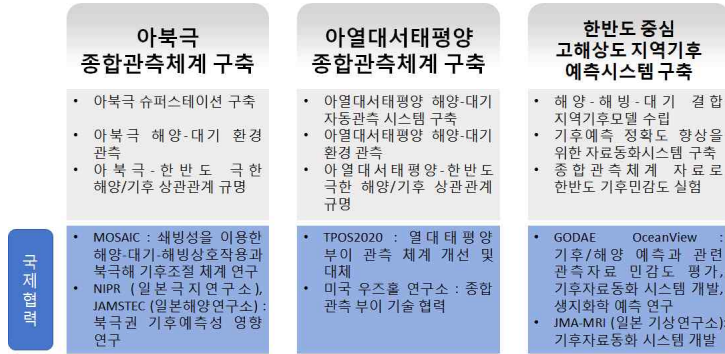 아북극
종합관측체계 구축
• 아북극 슈퍼스테이션 구축
• 아북극 해양-대기 환경
관측
• 아북극-한반도 극한
해양/기후 상관관계 규명
아열대서태평양
종합관측체계 구축
• 아열대서태평양 해양-대기
자동관측 시스템 구축
• 아열대서태평양 해양-대기
환경 관측
• 아열대서태평양-한반도
극한 해양/기후 상관관계
규명
한반도 중심
고해상도 지역기후
예측시스템 구축
• 해양-해빙-대기 결합
지역기후모델 수립
• 기후예측 정확도 향상을
위한 자료동화시스템 구축
• 종합관측체계 자료로
한반도 기후민감도 실험
국제협력
• MOSAIC : 쇄빙성을 이용한
해양-대기-해빙상호작용과
북극해 기후조절 체계 연구
• NIPR (일본극지연구소),
JAMSTEC (일본해양연구소) :
북극권 기후예측성 영향
연구
• TPOS2020 : 열대태평양
부이 관측 체계 개선 및
대체
• 미국 우즈홀 연구소 : 종합
관측 부이 기술 협력
• GODAE OceanView :
기후/해양 예측과 관련
관측자료 민감도 평가,
기후자료동화 시스템 개발,
생지화학 예측 연구
• JMA-MRI (일본 기상연구소):
기후자료동화 시스템 개발